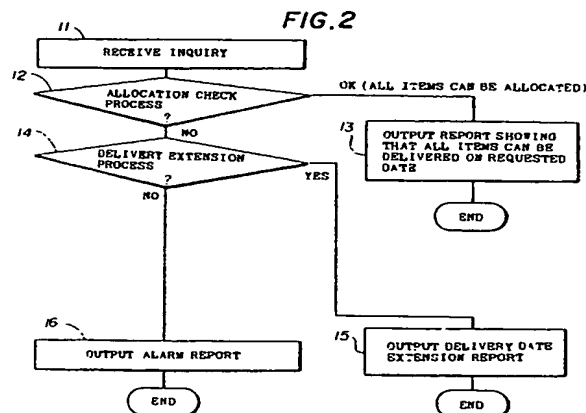 FIG.2
11
RECEIVE INQUIRY
12
ALLOCATION CHECK
PROCESS
?
OK (ALL ITEMS CAN BE ALLOCATED)
NO
13
OUTPUT REPORT SHOWING
THAT ALL ITEMS CAN BE
DELIVERED ON REQUESTED
DATE
END
14
DELIVERY EXTENSION
PROCESS
?
YES
NO
16
OUTPUT ALARM REPORT
END
15
OUTPUT DELIVERY DATE
EXTENSION REPORT
END